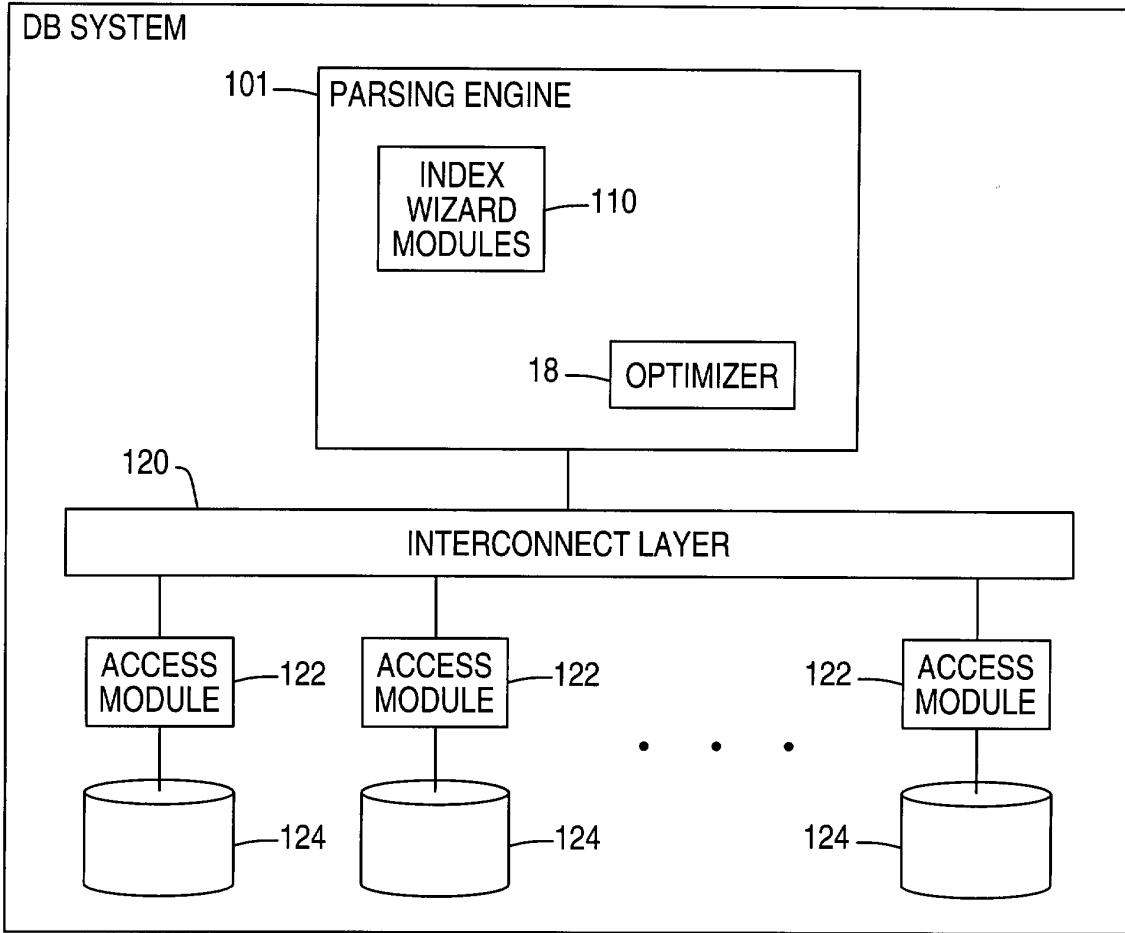 DB SYSTEM
101
PARSING ENGINE
INDEX
WIZARD
MODULES
110
18
OPTIMIZER
120
INTERCONNECT LAYER
ACCESS
MODULE
122
ACCESS
MODULE
122
122
ACCESS
MODULE
124
124
124